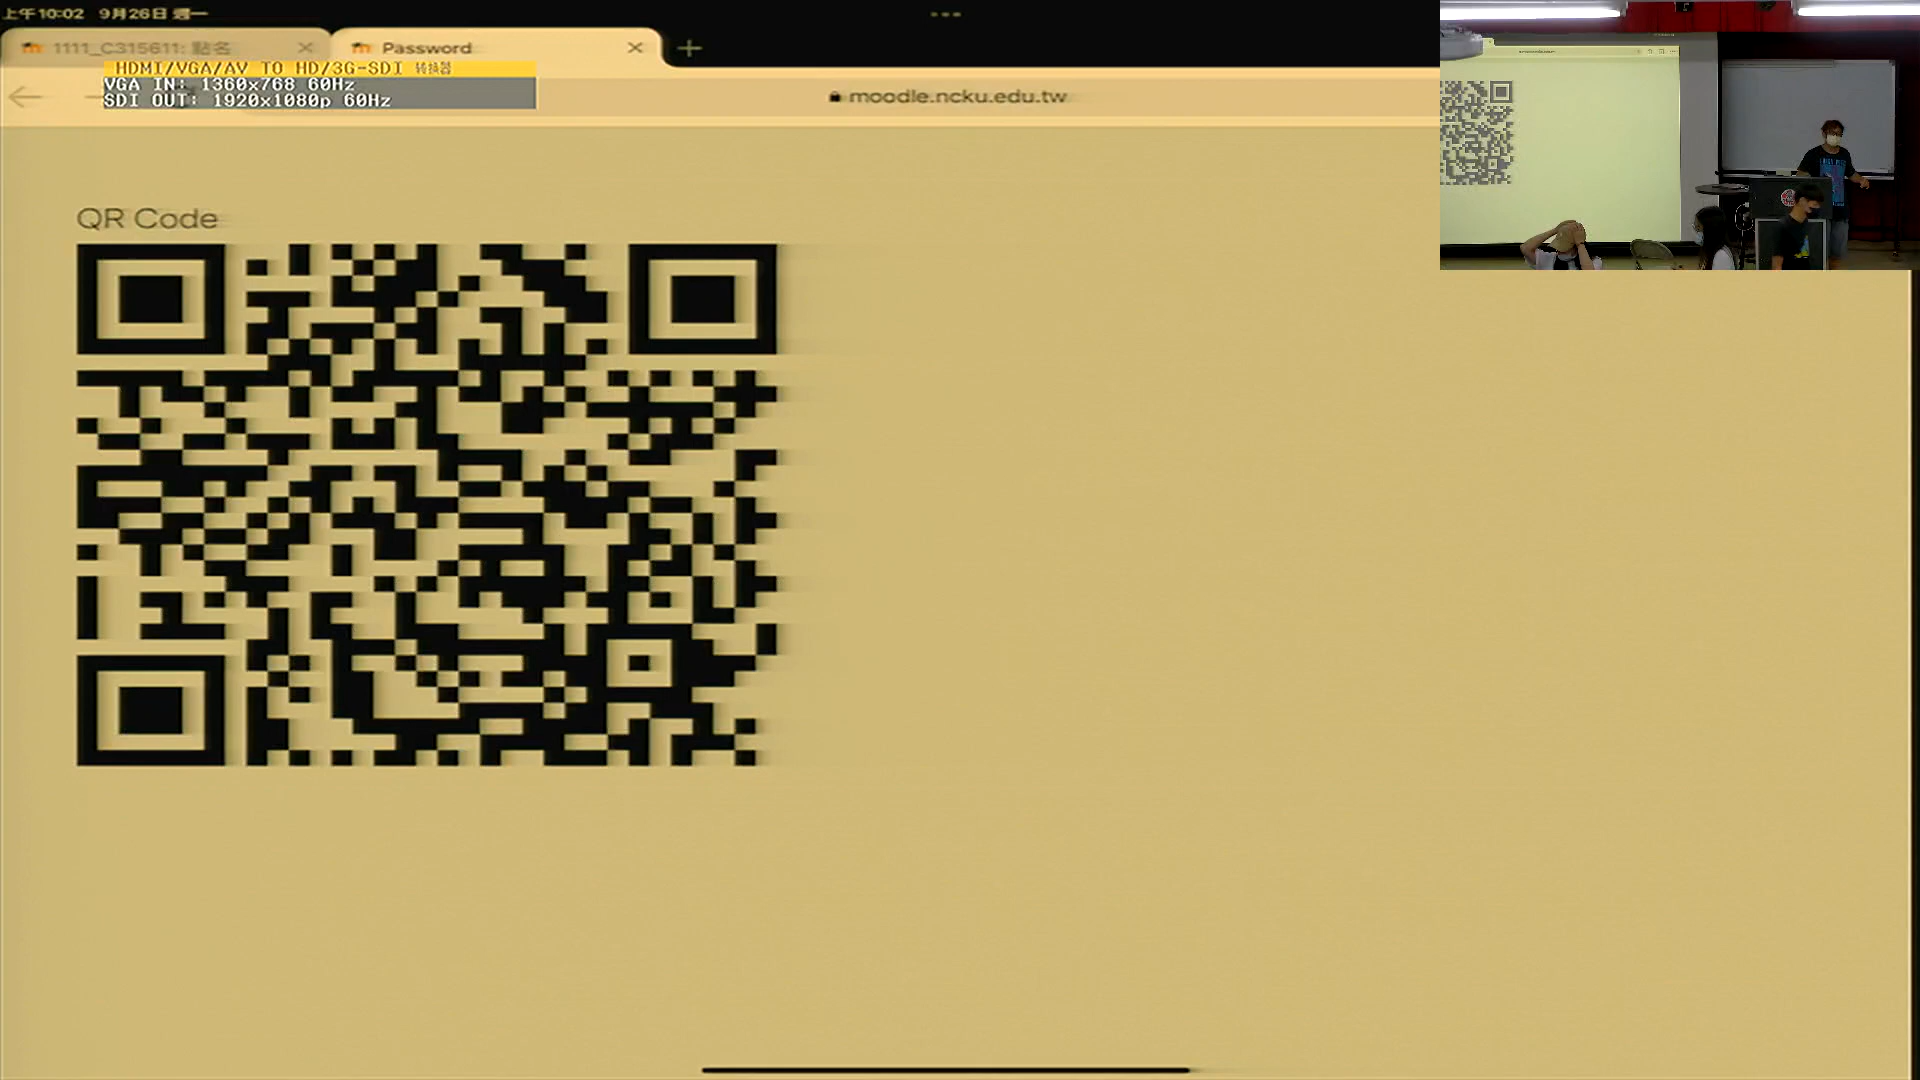 上午10:02 9月26日 週一
1111_C315611: 點名
Password
HDMI/VGA/AV TO HD/3G-SDI 转换器
VGA IN: 1360x768 60Hz
SDI OUT: 1920x1080p 60Hz
moodle.ncku.edu.tw
QR Code